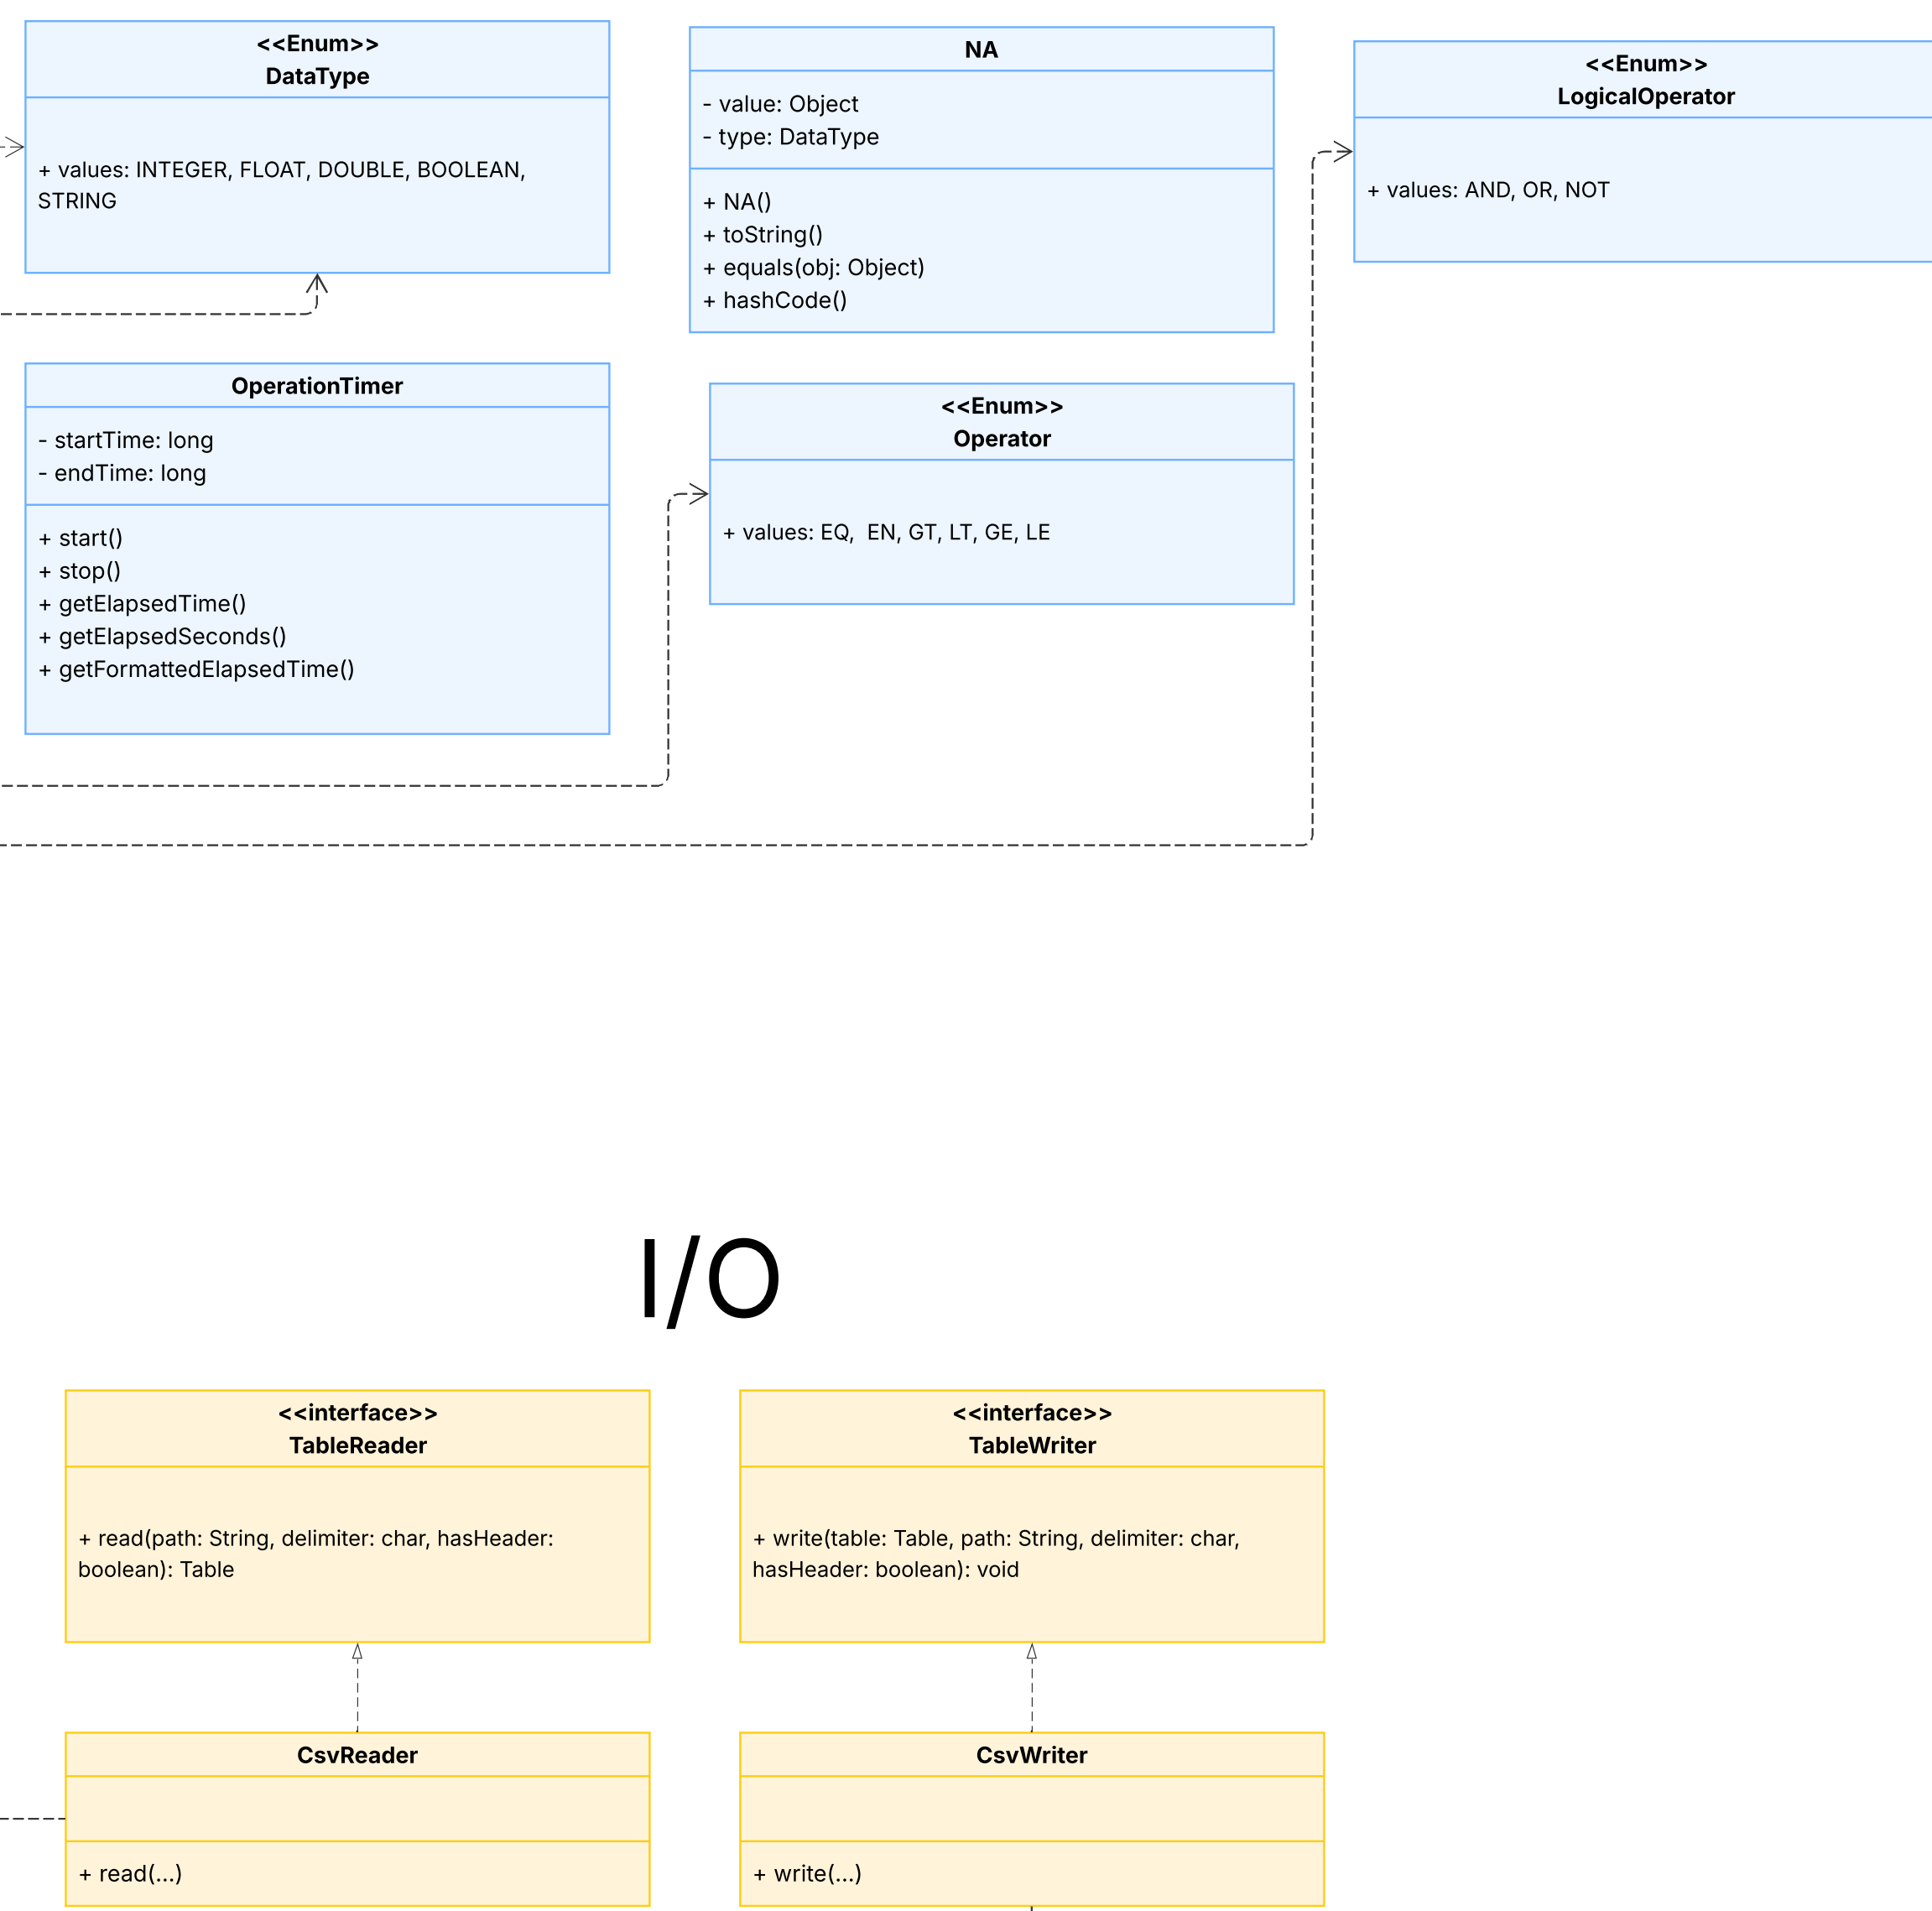 <<Enum>>
DataType
+ values: INTEGER, FLOAT, DOUBLE, BOOLEAN,
STRING
NA
- value: Object
- type: DataType
+ NA()
+ toString()
+ equals(obj: Object)
+ hashCode()
<<Enum>>
LogicalOperator
+ values: AND, OR, NOT
OperationTimer
- startTime: long
- endTime: long
+ start()
+ stop()
+ getElapsedTime()
+ getElapsedSeconds()
+ getFormattedElapsedTime()
<<Enum>>
Operator
+ values: EQ,  EN, GT, LT, GE, LE
I/O
<<interface>>
TableReader
+ read(path: String, delimiter: char, hasHeader:
boolean): Table
<<interface>>
TableWriter
+ write(table: Table, path: String, delimiter: char,
hasHeader: boolean): void
CsvReader
+ read(...)
CsvWriter
+ write(...)